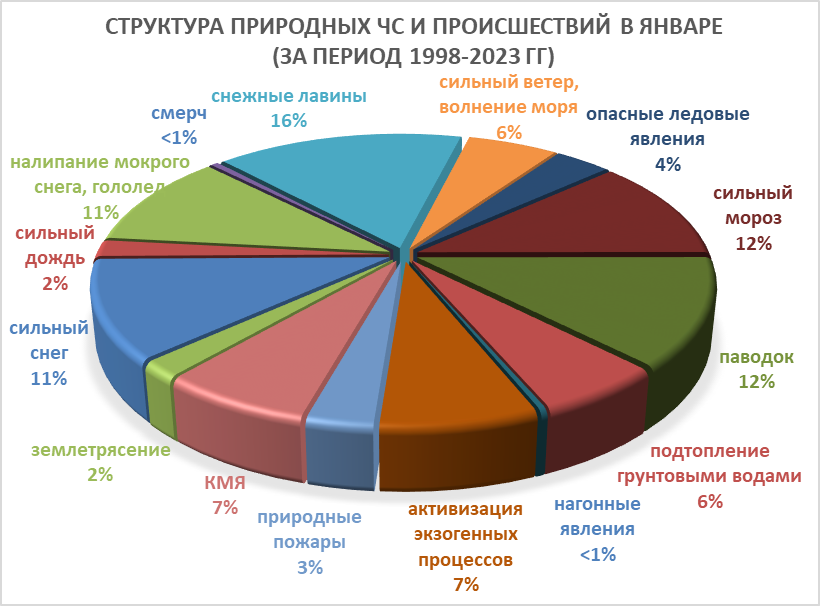 СТРУКТУРА ПРИРОДНЫХ ЧС И ПРОИСШЕСТВИЙ В ЯНВАРЕ
(ЗА ПЕРИОД 1998-2023 ГГ)
снежные лавины
16%
сильный ветер,
волнение моря
6%
опасные ледовые
явления
4%
сильный
мороз
12%
паводок
12%
подтопление
грунтовыми водами
6%
нагонные
явления
<1%
активизация
экзогенных
процессов
7%
природные
пожары
3%
КМЯ
7%
землетрясение
2%
сильный
снег
11%
сильный
дождь
2%
налипание мокрого
снега, гололед
11%
смерч
<1%